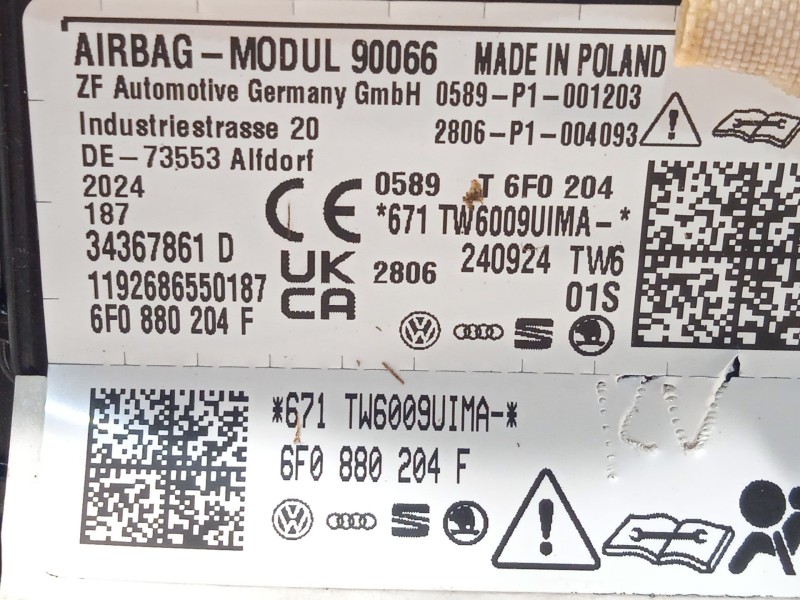 AIRBAG-MODUL 90066 MADE IN POLAND
ZF Automotive Germany GmbH 0589-P1-001203
Industriestrasse 20 2806-P1-004093
DE-73553 Alfdorf
2024 CE 0589 T 6F0 204
187 *671 TW6009UIMA-*
34367861 D UK CA 2806 240924 TW6
1192686550187 01S
6F0 880 204 F
*671 TW6009UIMA-*
6F0 880 204 F